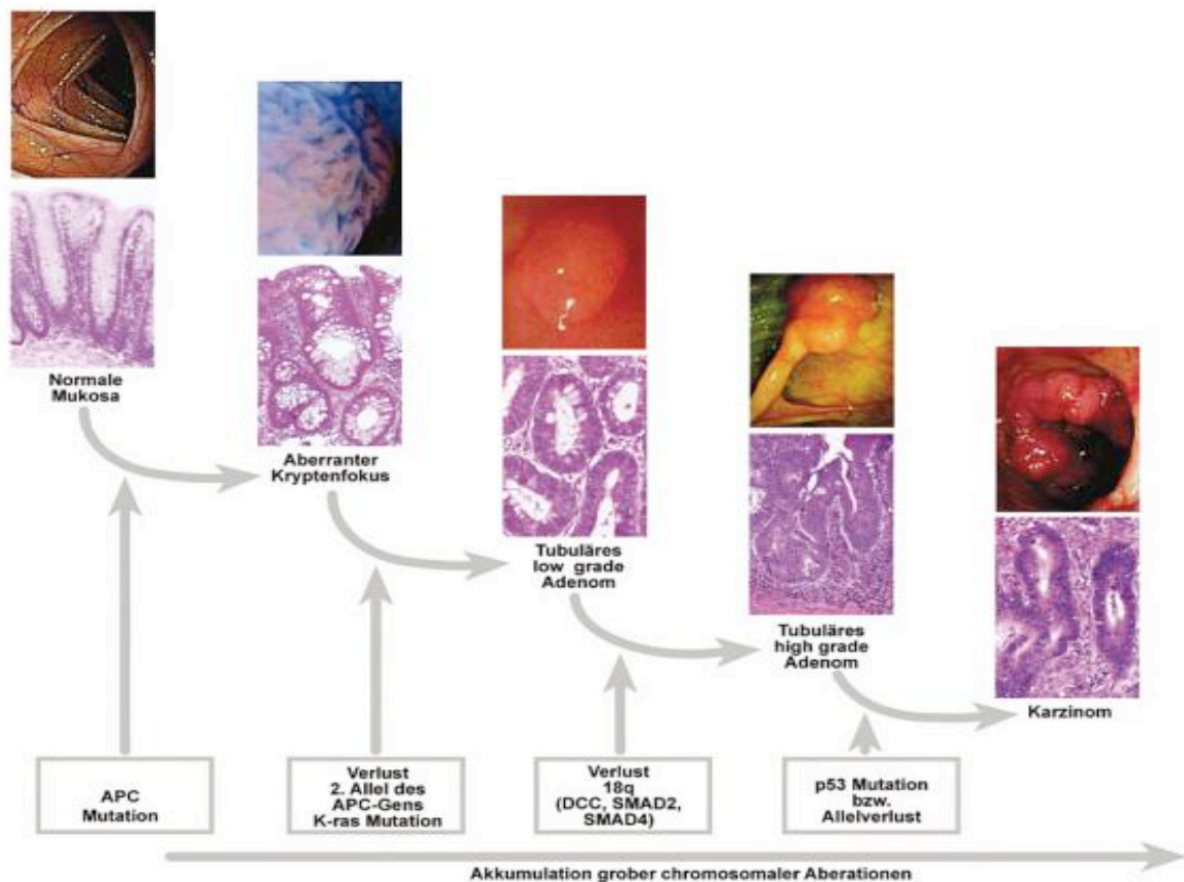 Normale
Mukosa
Aberranter
Kryptenfokus
Tubuläres
low grade
Adenom
Tubuläres
high grade
Adenom
Karzinom
APC
Mutation
Verlust
2. Allel des
APC-Gens
K-ras Mutation
Verlust
18q
(DCC, SMAD2,
SMAD4)
p53 Mutation
bzw.
Allelverlust
Akkumulation grober chromosomaler Aberationen